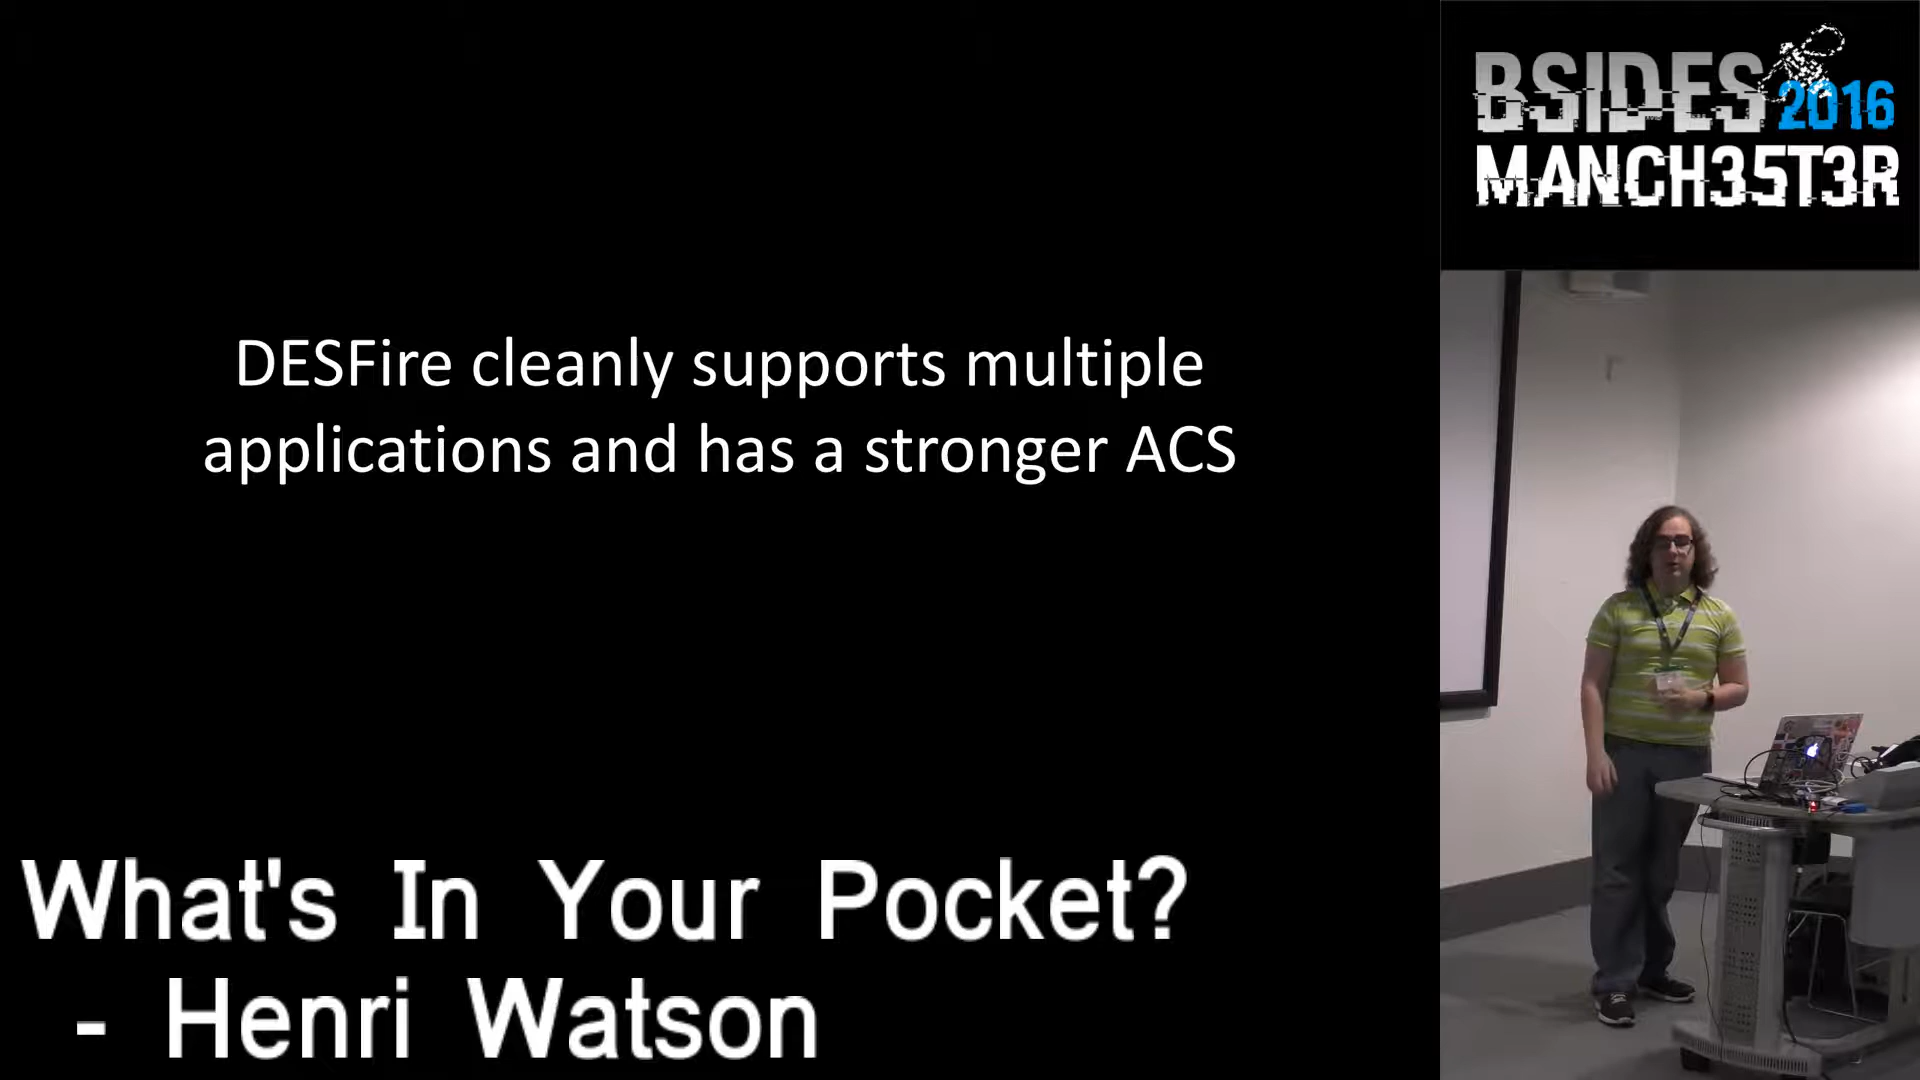 DESFire cleanly supports multiple
applications and has a stronger ACS
What's In Your Pocket?
- Henri Watson
BSIDES 2016
MANCH35T3R